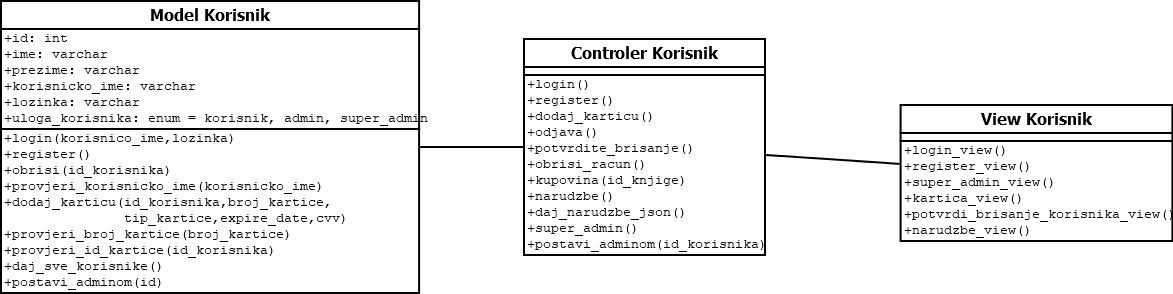 Model Korisnik
+id: int
+ime: varchar
+prezime: varchar
+korisnicko_ime: varchar
+lozinka: varchar
+uloga_korisnika: enum = korisnik, admin, super_admin
+login(korisnico_ime,lozinka)
+register()
+obrisi(id_korisnika)
+provjeri_korisnicko_ime(korisnicko_ime)
+dodaj_karticu(id_korisnika,broj_kartice,
tip_kartice,expire_date,cvv)
+provjeri_broj_kartice(broj_kartice)
+provjeri_id_kartice(id_korisnika)
+daj_sve_korisnike()
+postavi_adminom(id)
Controler Korisnik
+login()
+register()
+dodaj_karticu()
+odjava()
+potvrdite_brisanje()
+obrisi_racun()
+kupovina(id_knjige)
+narudzbe()
+daj_narudzbe_json()
+super_admin()
+postavi_adminom(id_korisnika)
View Korisnik
+login_view()
+register_view()
+super_admin_view()
+kartica_view()
+potvrdi_brisanje_korisnika_view()
+narudzbe_view()